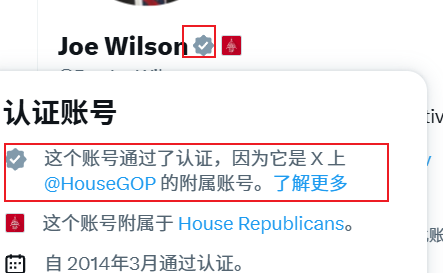 Joe Wilson
认证账号
这个账号通过了认证，因为它是 X 上
@HouseGOP 的附属账号。了解更多
这个账号附属于 House Republicans。
自 2014年3月通过认证。